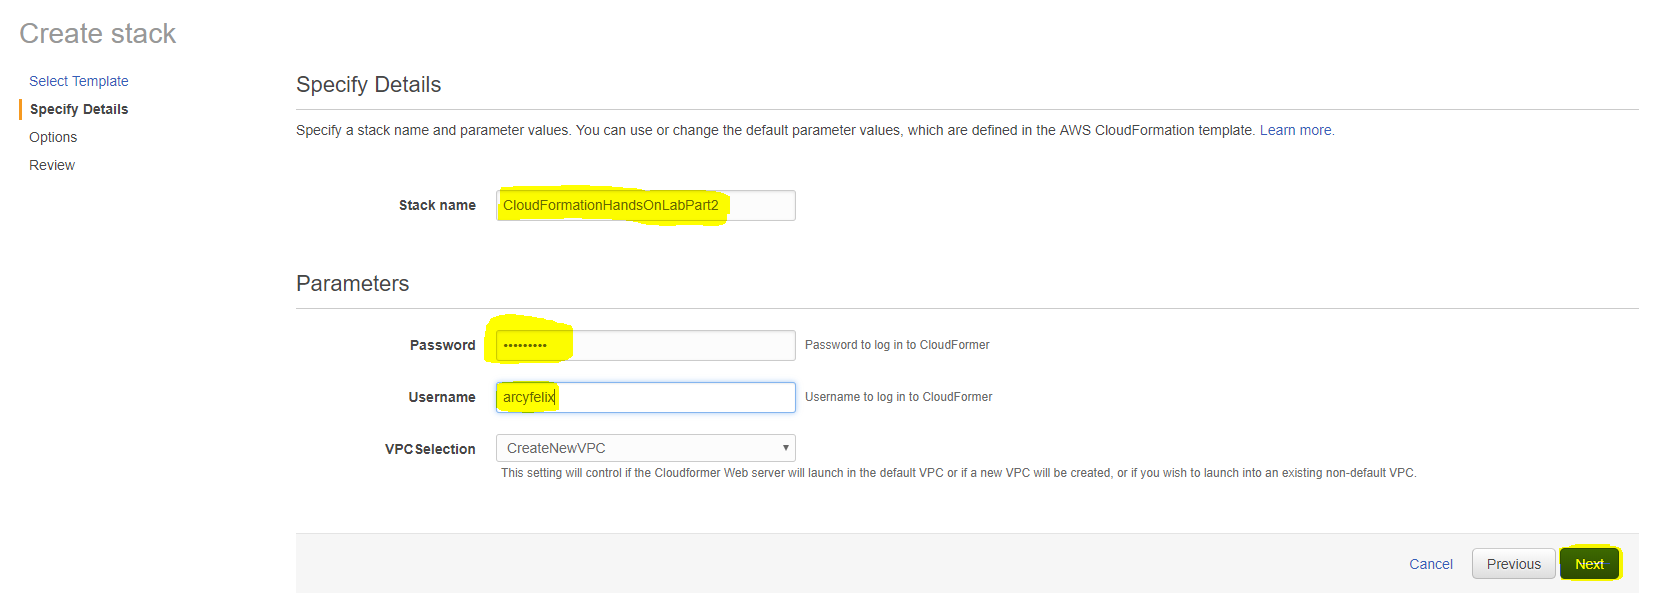 Create stack
Select Template
Specify Details
Options
Review
Specify Details
Specify a stack name and parameter values. You can use or change the default parameter values, which are defined in the AWS CloudFormation template. Learn more.
Stack name CloudFormationHandsOnLabPart2
Parameters
Password ••••••••• Password to log in to CloudFormer
Username arcyfelix Username to log in to CloudFormer
VPCSelection CreateNewVPC
This setting will control if the Cloudformer Web server will launch in the default VPC or if a new VPC will be created, or if you wish to launch into an existing non-default VPC.
Cancel Previous Next